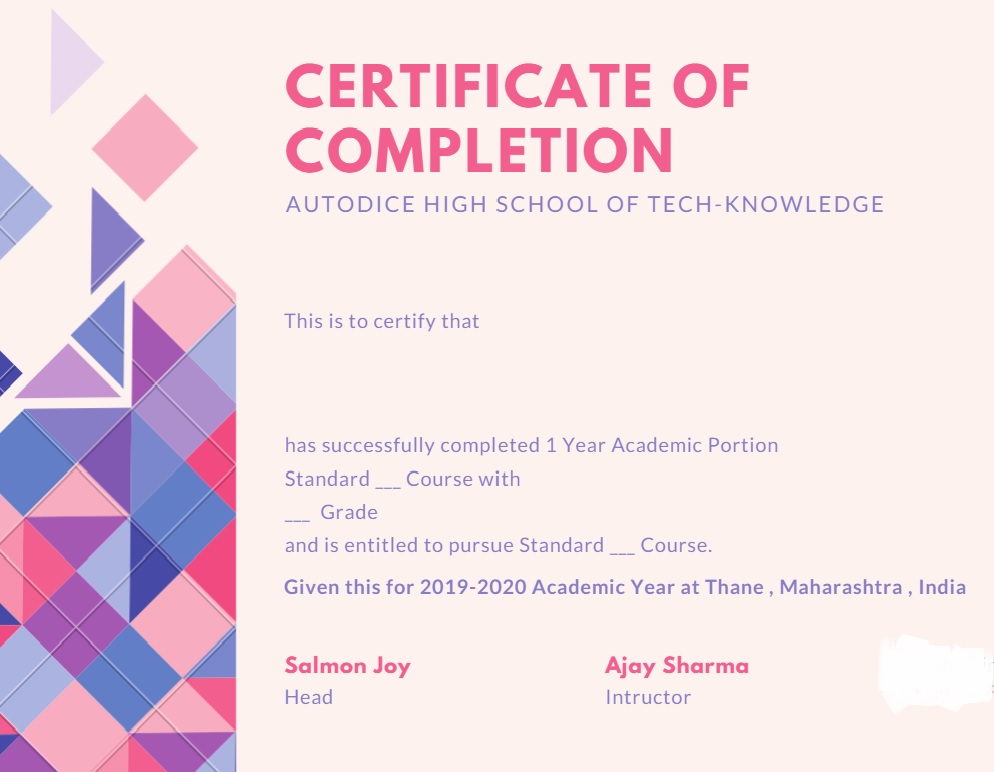 CERTIFICATE OF
COMPLETION
AUTODICE HIGH SCHOOL OF TECH-KNOWLEDGE
This is to certify that
has successfully completed 1 Year Academic Portion
Standard ___ Course with
___ Grade
and is entitled to pursue Standard ___ Course.
Given this for 2019-2020 Academic Year at Thane , Maharashtra , India
Salmon Joy
Ajay Sharma
Head
Intructor